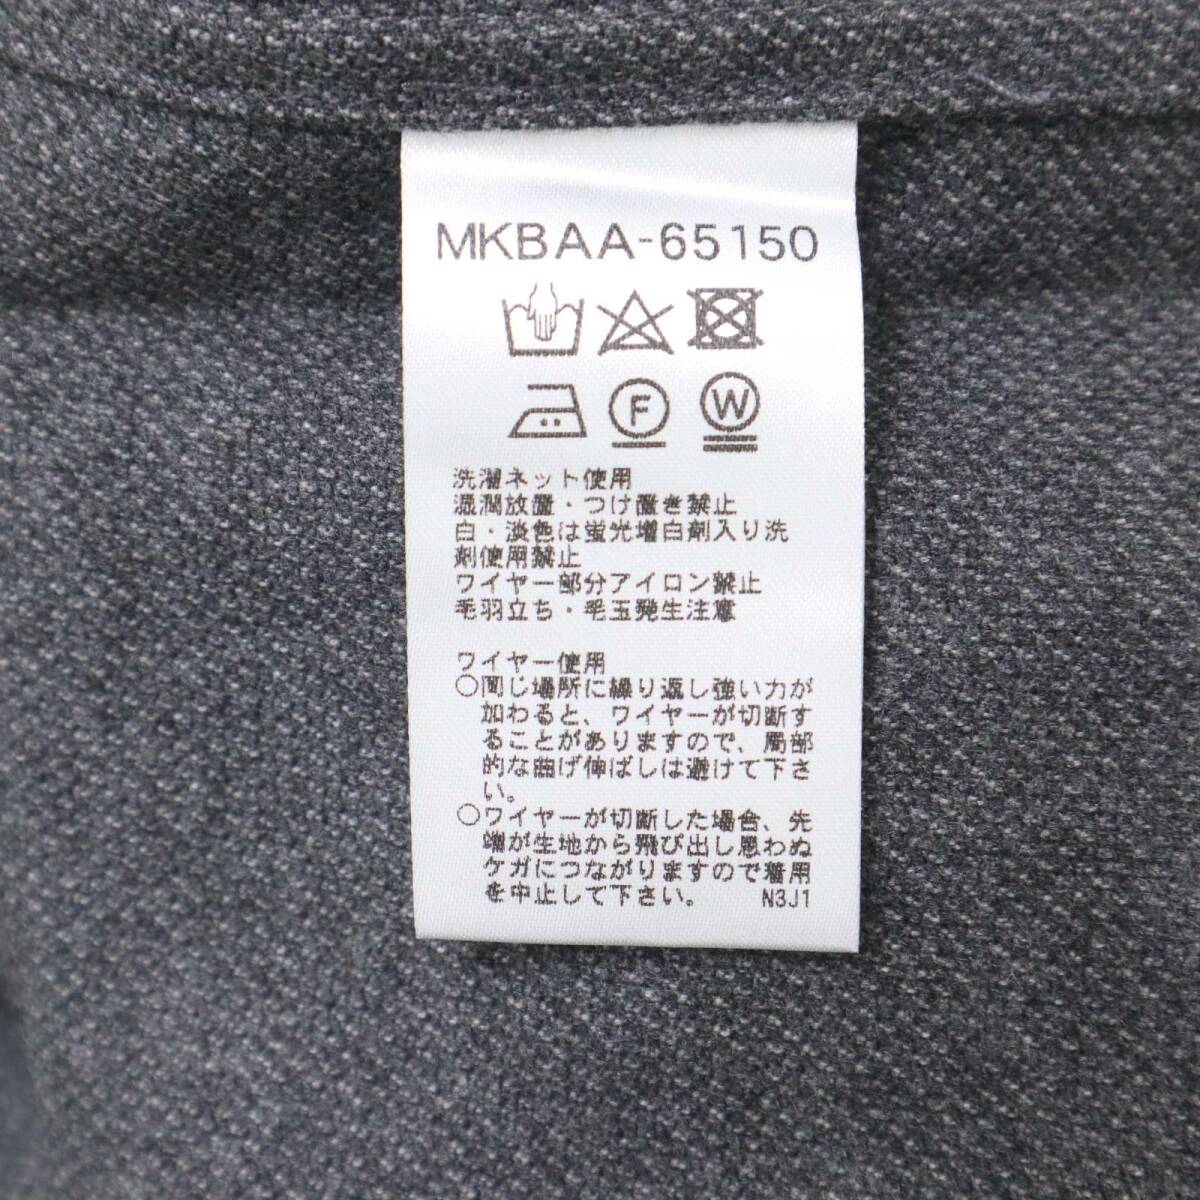 MKBAA-65150
F W
洗濯ネット使用
湿潤放置・つけ置き禁止
白・淡色は蛍光増白剤入り洗
剤使用禁止
ワイヤー部分アイロン禁止
毛羽立ち・毛玉発生注意
ワイヤー使用
○同じ場所に繰り返し強い力が
加わると、ワイヤーが切断す
ることがありますので、局部
的な曲げ伸ばしは避けて下さ
い。
○ワイヤーが切断した場合、先
端が生地から飛び出し思わぬ
ケガにつながりますので着用
を中止して下さい。 N3J1